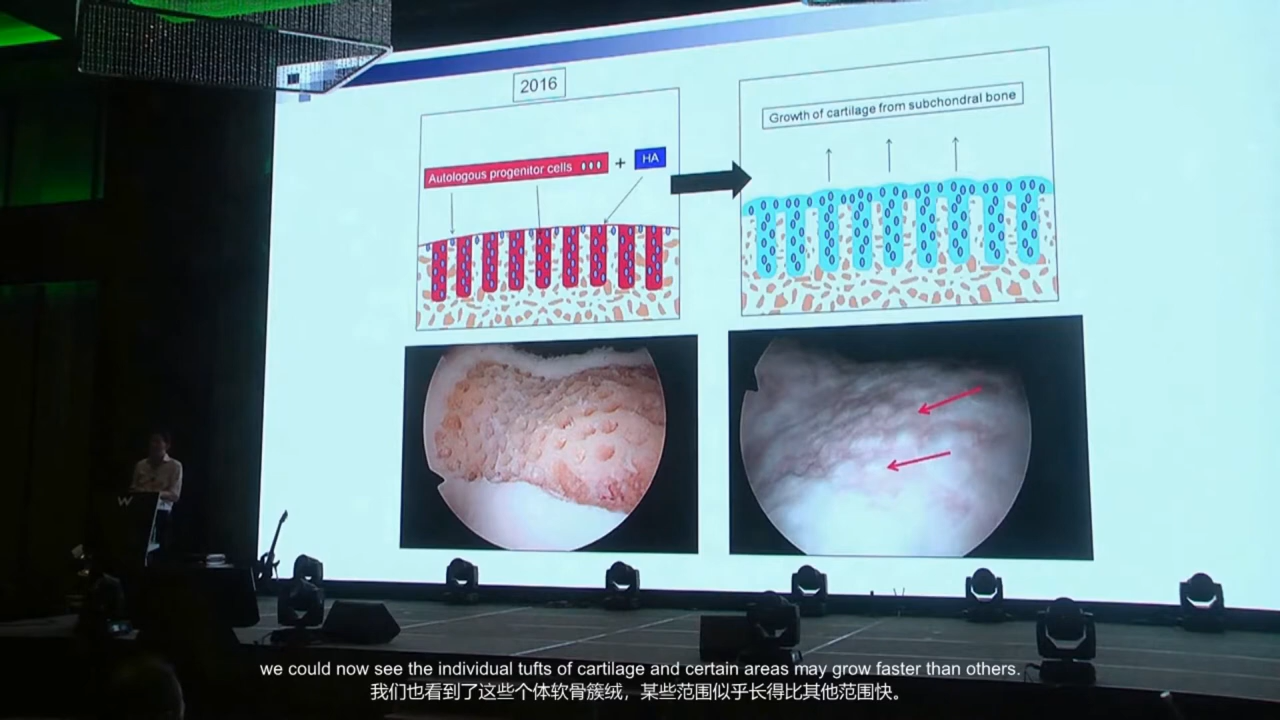 2016
Autologous progenitor cells
+
HA
Growth of cartilage from subchondral bone
W
we could now see the individual tufts of cartilage and certain areas may grow faster than others.
我们也看到了这些个体软骨簇绒，某些范围似乎长得比其他范围快。